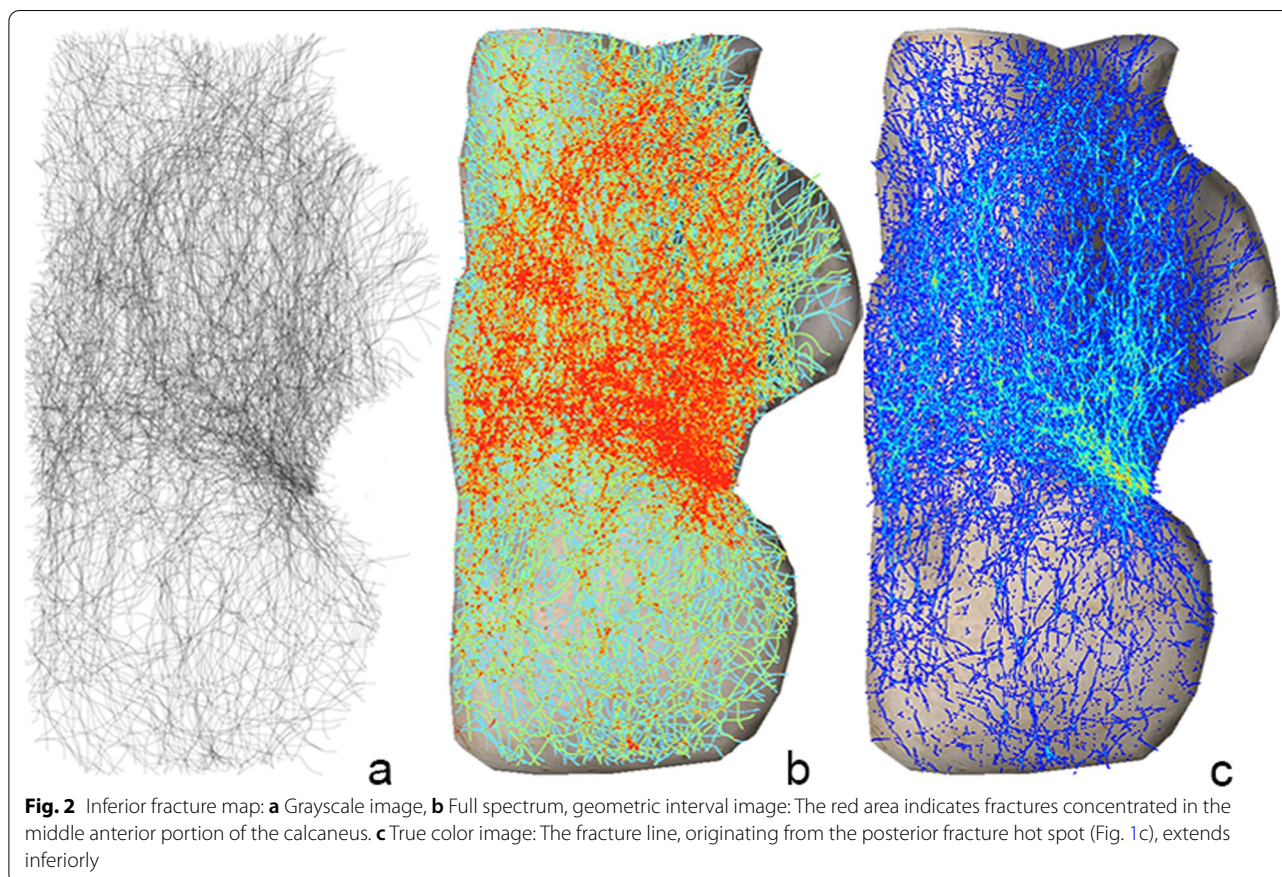 a
b
c
Fig. 2 Inferior fracture map: a Grayscale image, b Full spectrum, geometric interval image: The red area indicates fractures concentrated in the
middle anterior portion of the calcaneus. c True color image: The fracture line, originating from the posterior fracture hot spot (Fig. 1c), extends
inferiorly